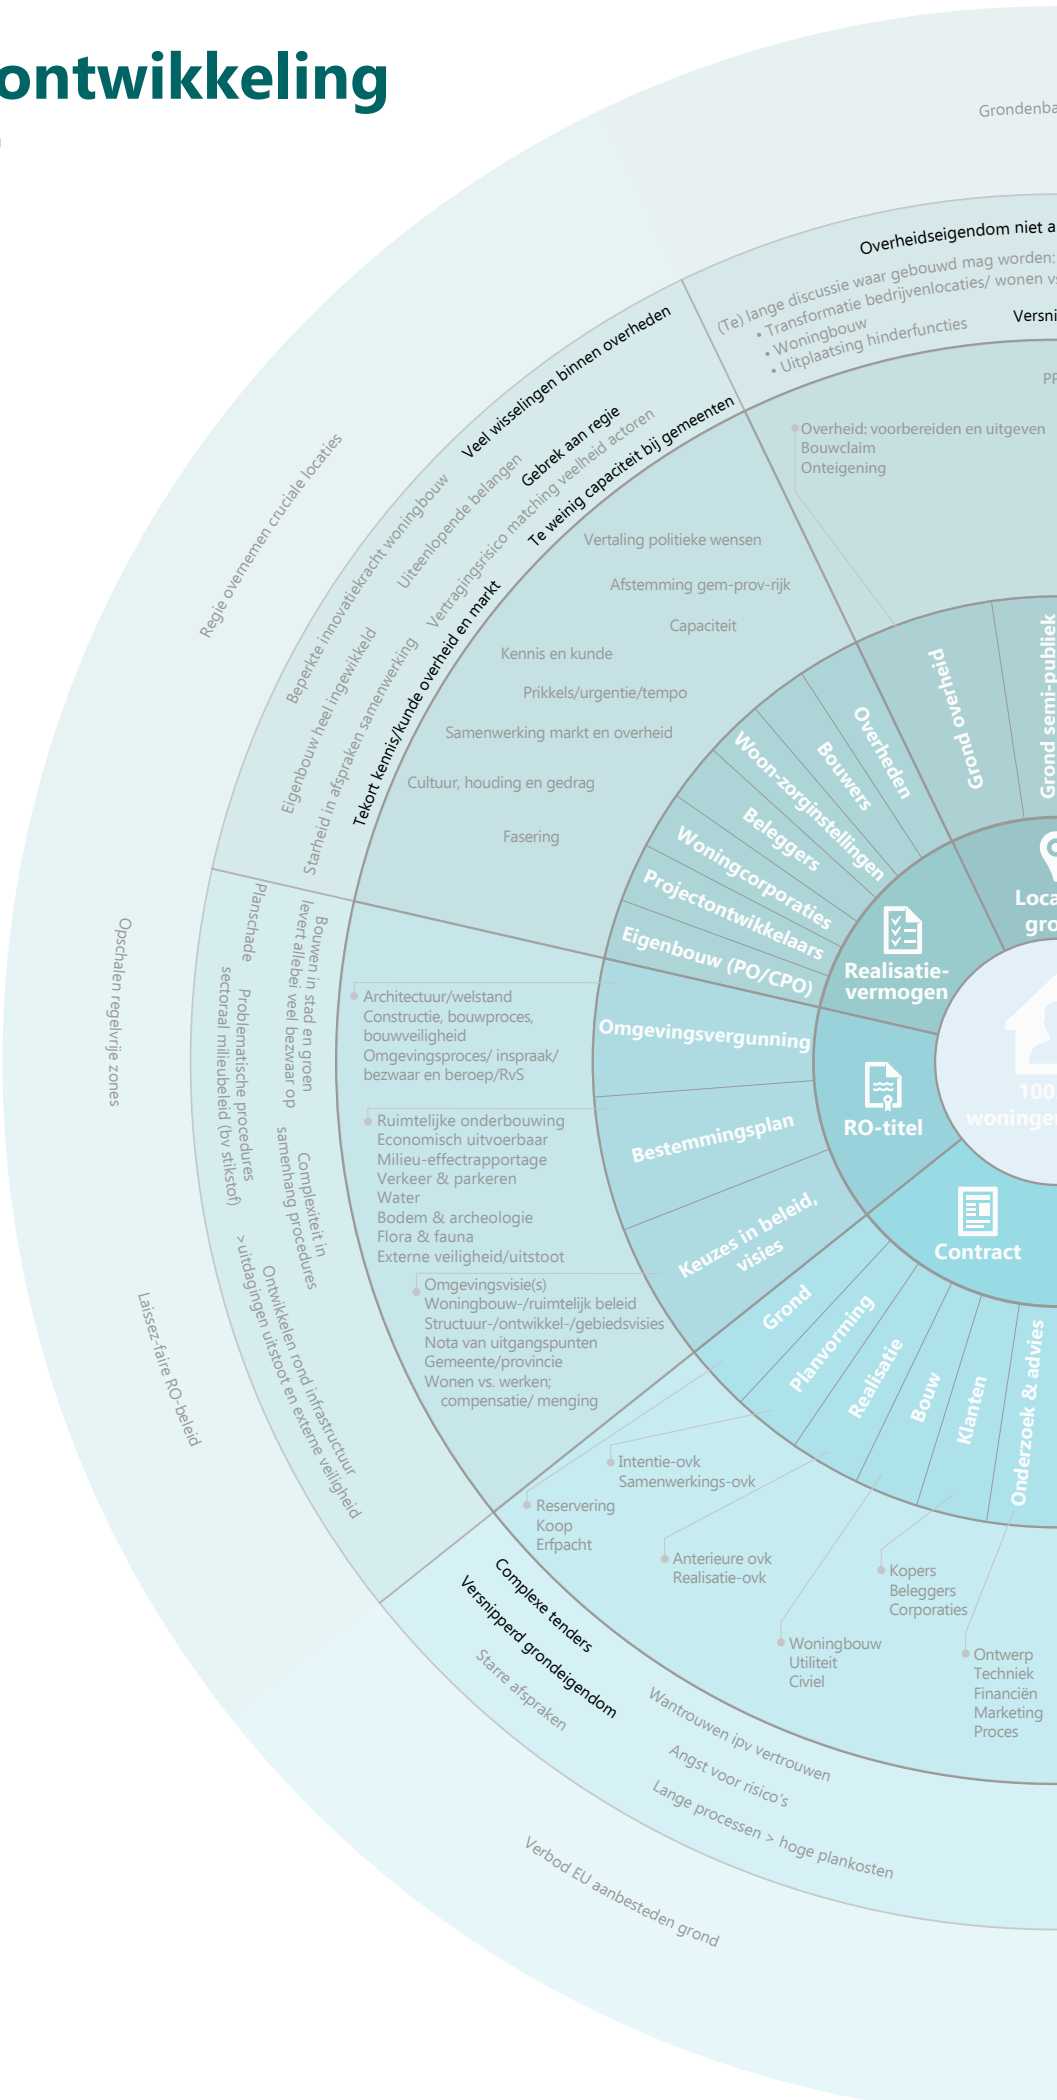 ontwikkeling
Grondenba
Overheidseigendom niet a
(Te) lange discussie waar gebouwd mag worden:
• Transformatie bedrijvenlocaties/ wonen vs
• Woningbouw
• Uitplaatsing hinderfuncties
Versni
PP
Overheid: voorbereiden en uitgeven
Bouwclaim
Onteigening
Grond overheid
Grond semi-publiek
Loca
gro
100
woningen
Regie overnemen cruciale locaties
Veel wisselingen binnen overheden
Beperkte innovatiekracht woningbouw
Uiteenlopende belangen
Gebrek aan regie
Vertragingsrisico matching veelheid actoren
Te weinig capaciteit bij gemeenten
Eigenbouw heel ingewikkeld
Starheid in afspraken samenwerking
Tekort kennis/kunde overheid en markt
Vertaling politieke wensen
Afstemming gem-prov-rijk
Capaciteit
Kennis en kunde
Prikkels/urgentie/tempo
Samenwerking markt en overheid
Cultuur, houding en gedrag
Fasering
Overheden
Bouwers
Woon-zorginstellingen
Beleggers
Woningcorporaties
Projectontwikkelaars
Eigenbouw (PO/CPO)
Realisatie-
vermogen
Opschalen regelvrije zones
Laissez-faire RO-beleid
Planschade
Bouwen in stad en groen
levert allebei veel bezwaar op
Problematische procedures
sectoraal milieubeleid (bv stikstof)
Complexiteit in
samenhang procedures
Ontwikkelen rond infrastructuur
> uitdagingen uitstoot en externe veiligheid
Architectuur/welstand
Constructie, bouwproces,
bouwveiligheid
Omgevingsproces/ inspraak/
bezwaar en beroep/RvS
Ruimtelijke onderbouwing
Economisch uitvoerbaar
Milieu-effectrapportage
Verkeer & parkeren
Water
Bodem & archeologie
Flora & fauna
Externe veiligheid/uitstoot
Omgevingsvisie(s)
Woningbouw-/ruimtelijk beleid
Structuur-/ontwikkel-/gebiedsvisies
Nota van uitgangspunten
Gemeente/provincie
Wonen vs. werken;
compensatie/ menging
Omgevingsvergunning
Bestemmingsplan
Keuzes in beleid,
visies
RO-titel
Contract
Grond
Planvorming
Realisatie
Bouw
Klanten
Onderzoek & advies
Intentie-ovk
Samenwerkings-ovk
Reservering
Koop
Erfpacht
Anterieure ovk
Realisatie-ovk
Kopers
Beleggers
Corporaties
Woningbouw
Utiliteit
Civiel
Ontwerp
Techniek
Financiën
Marketing
Proces
Complexe tenders
Versnipperd grondeigendom
Starre afspraken
Wantrouwen ipv vertrouwen
Angst voor risico's
Lange processen > hoge plankosten
Verbod EU aanbesteden grond